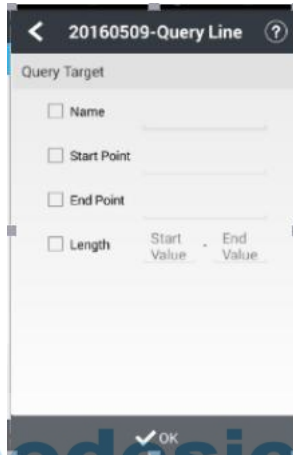 20160509-Query Line ?
Query Target
Name
Start Point
End Point
Length Start Value - End Value
OK